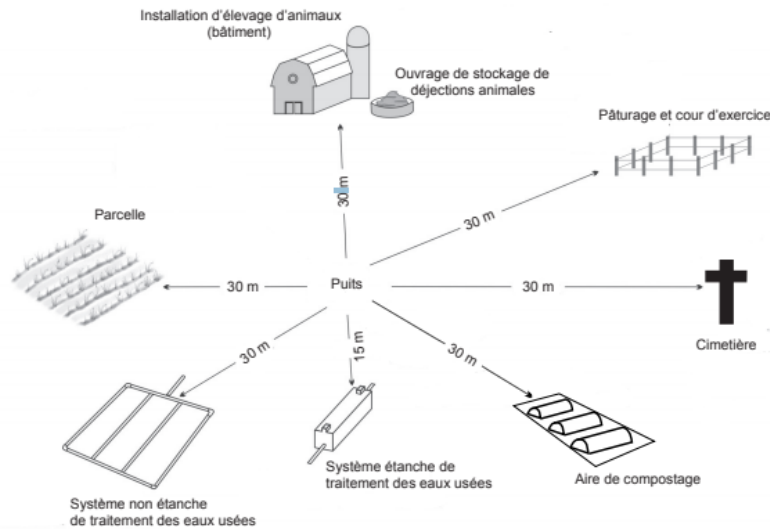 Installation d'élevage d'animaux
(bâtiment)
Ouvrage de stockage de
déjections animales
Pâturage et cour d'exercice
30 m
30 m
Parcelle
30 m
Puits
30 m
Cimetière
30 m
15 m
30 m
Système étanche de
traitement des eaux usées
Aire de compostage
Système non étanche
de traitement des eaux usées